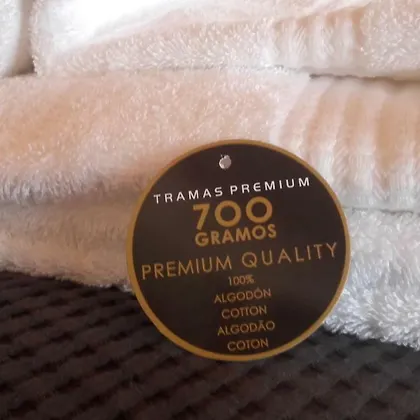 TRAMAS PREMIUM
700
GRAMOS
PREMIUM QUALITY
100%
ALGODÓN
COTTON
ALGODÃO
COTON